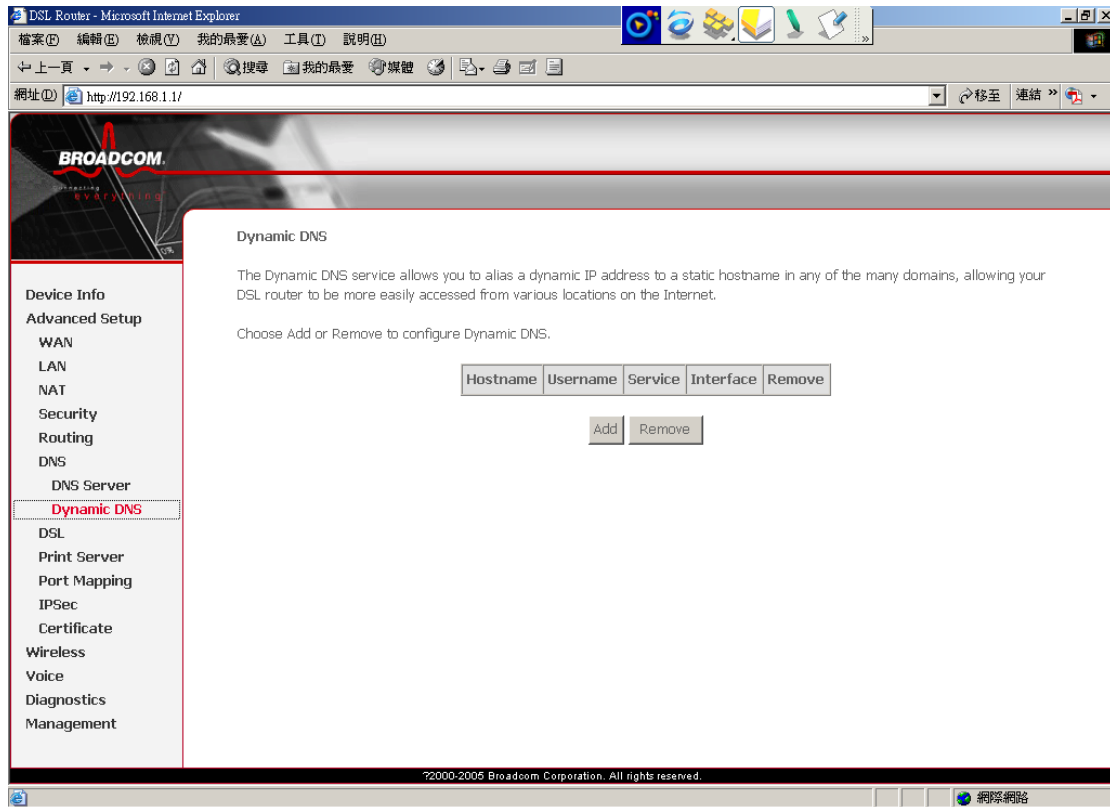 DSL Router - Microsoft Internet Explorer
檔案(F) 編輯(E) 檢視(V) 我的最愛(A) 工具(T) 說明(H)
上一頁 搜尋 我的最愛 媒體
網址(D) http://192.168.1.1/ 移至 連結
BROADCOM.
Connecting
everything
Dynamic DNS
The Dynamic DNS service allows you to alias a dynamic IP address to a static hostname in any of the many domains, allowing your
DSL router to be more easily accessed from various locations on the Internet.
Choose Add or Remove to configure Dynamic DNS.
Hostname Username Service Interface Remove
Add Remove
Device Info
Advanced Setup
WAN
LAN
NAT
Security
Routing
DNS
DNS Server
Dynamic DNS
DSL
Print Server
Port Mapping
IPSec
Certificate
Wireless
Voice
Diagnostics
Management
?2000-2005 Broadcom Corporation. All rights reserved.
網際網路